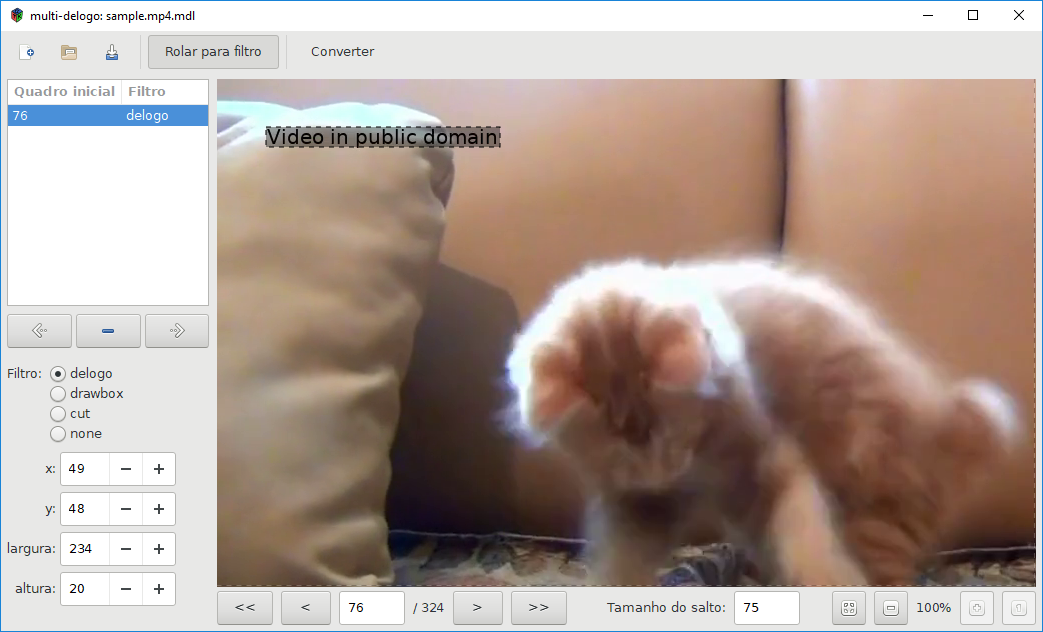 multi-delogo: sample.mp4.mdl
Rolar para filtro Converter
Quadro inicial Filtro
76 delogo
Video in public domain
Filtro: delogo
drawbox
cut
none
x: 49 − +
y: 48 − +
largura: 234 − +
altura: 20 − +
<< < 76 / 324 > >> Tamanho do salto: 75 100%